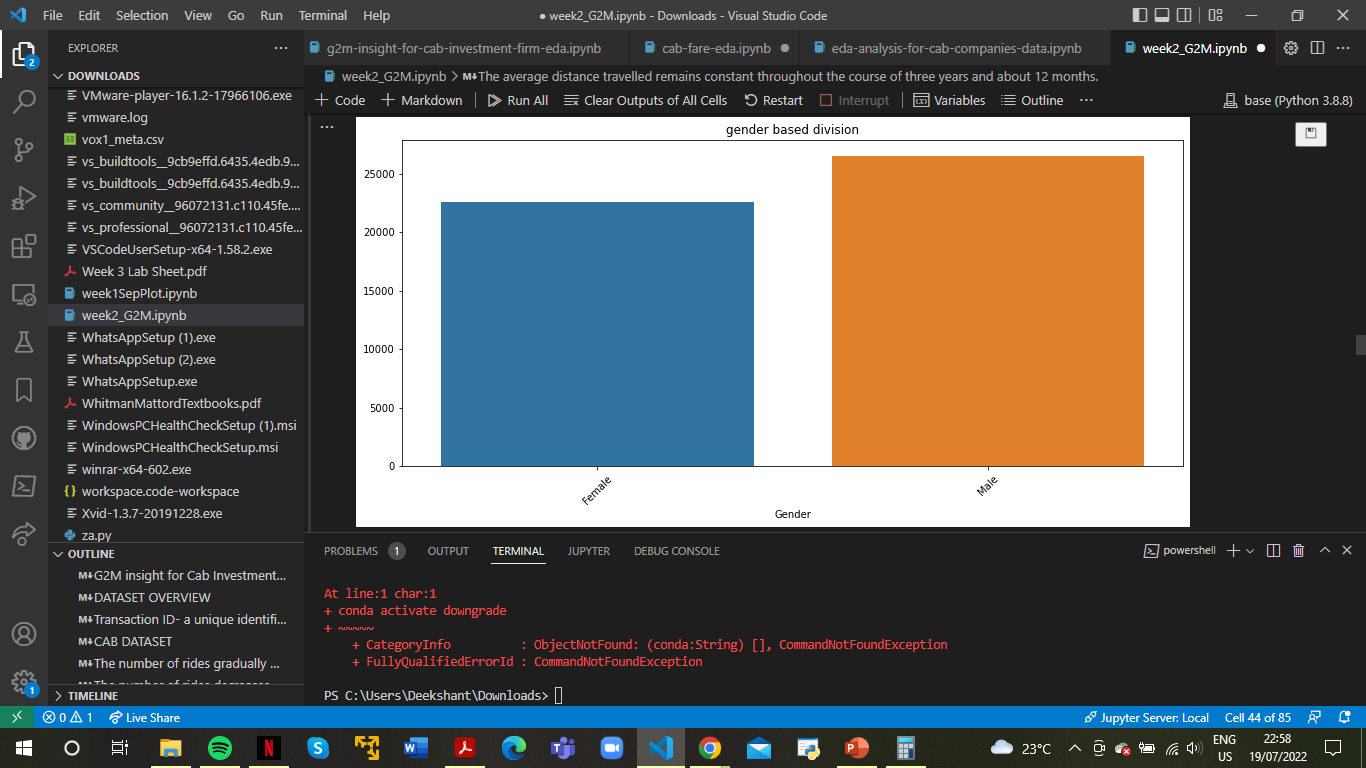 File Edit Selection View Go Run Terminal Help
● week2_G2M.ipynb - Downloads - Visual Studio Code
EXPLORER
g2m-insight-for-cab-investment-firm-eda.ipynb
cab-fare-eda.ipynb
eda-analysis-for-cab-companies-data.ipynb
week2_G2M.ipynb
week2_G2M.ipynb > M↓The average distance travelled remains constant throughout the course of three years and about 12 months.
+ Code + Markdown Run All Clear Outputs of All Cells Restart Interrupt Variables Outline ···
base (Python 3.8.8)
2
DOWNLOADS
VMware-player-16.1.2-17966106.exe
vmware.log
vox1_meta.csv
vs_buildtools__9cb9effd.6435.4edb.9...
vs_buildtools__9cb9effd.6435.4edb.9...
vs_community__96072131.c110.45fe....
vs_professional__96072131.c110.45fe...
VSCodeUserSetup-x64-1.58.2.exe
Week 3 Lab Sheet.pdf
week1SepPlot.ipynb
week2_G2M.ipynb
WhatsAppSetup (1).exe
WhatsAppSetup (2).exe
WhatsAppSetup.exe
WhitmanMattordTextbooks.pdf
WindowsPCHealthCheckSetup (1).msi
WindowsPCHealthCheckSetup.msi
winrar-x64-602.exe
workspace.code-workspace
Xvid-1.3.7-20191228.exe
za.py
OUTLINE
M↓G2M insight for Cab Investment...
M↓DATASET OVERVIEW
M↓Transaction ID- a unique identifi...
M↓CAB DATASET
M↓The number of rides gradually ...
M↓The number of rides decreases
TIMELINE
1
gender based division
25000
20000
15000
10000
5000
0
Female
Male
Gender
PROBLEMS 1 OUTPUT TERMINAL JUPYTER DEBUG CONSOLE
powershell
At line:1 char:1
+ conda activate downgrade
+ ~~~~~
+ CategoryInfo : ObjectNotFound: (conda:String) [], CommandNotFoundException
+ FullyQualifiedErrorId : CommandNotFoundException
PS C:\Users\Deekshant\Downloads>
0 1 Live Share
Jupyter Server: Local Cell 44 of 85
23°C
ENG
US
22:58
19/07/2022